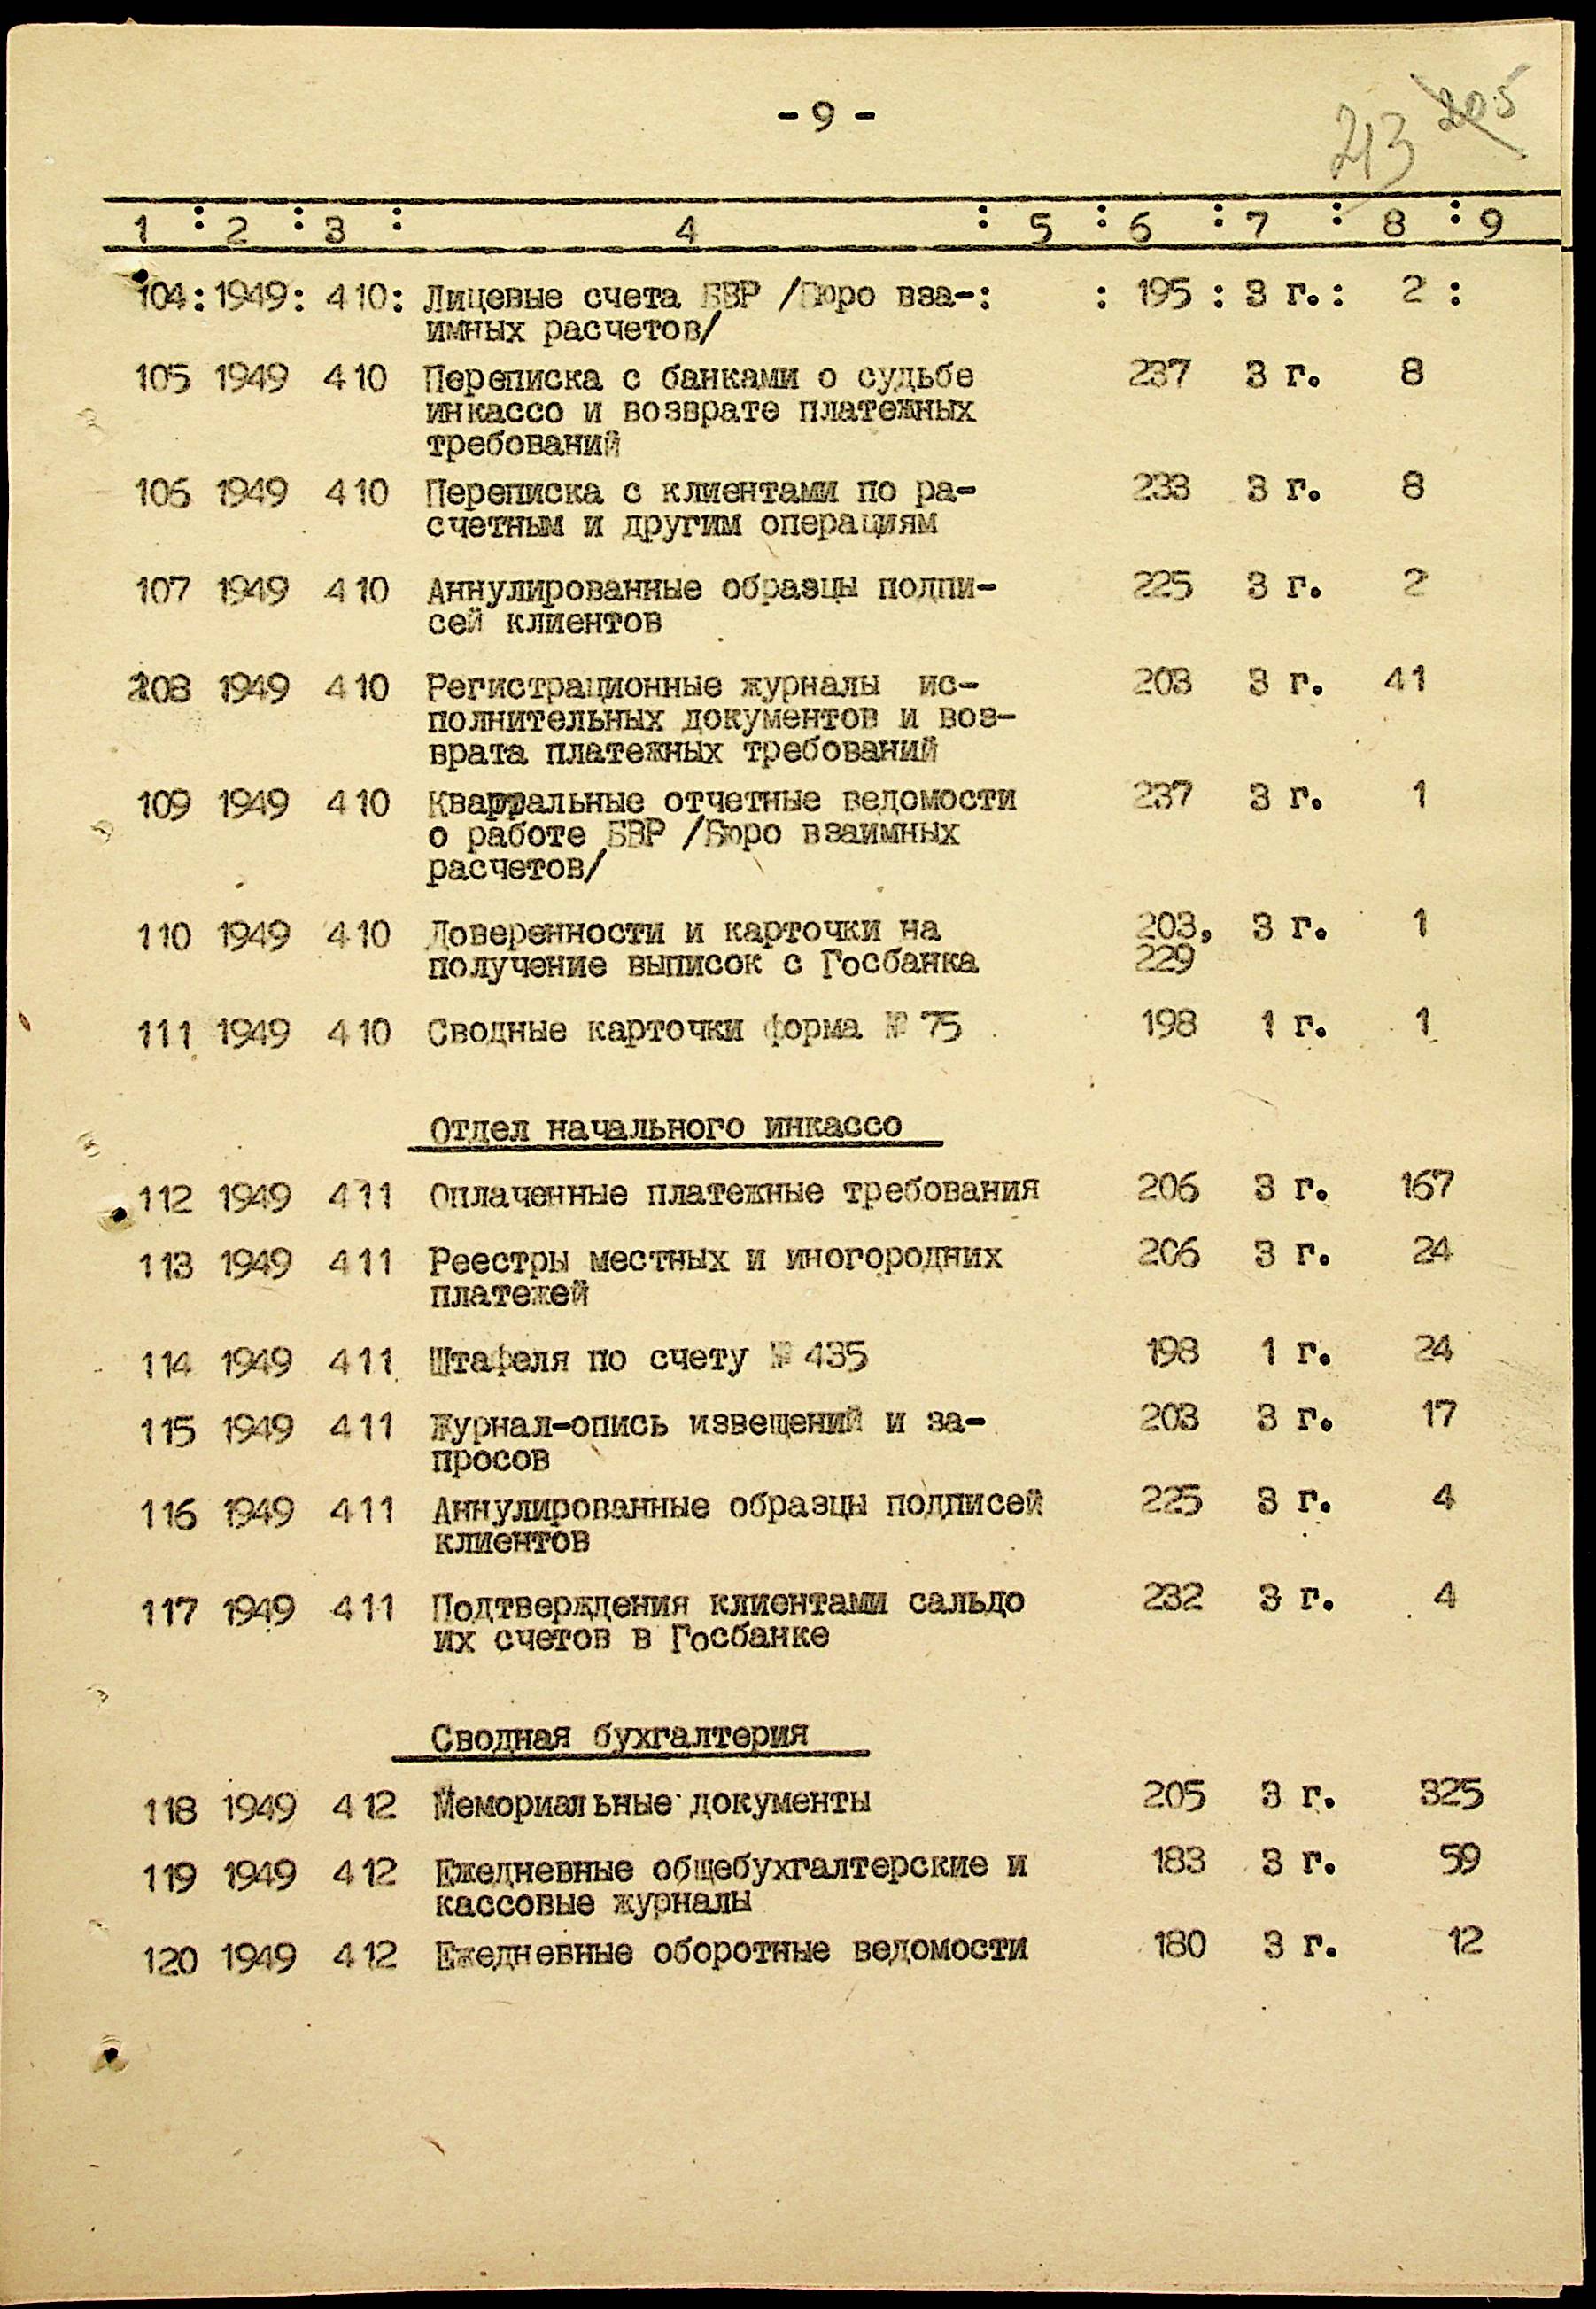 - 9 -
213 205
1 : 2 : 3 : 4 : 5 : 6 : 7 : 8 : 9
104: 1949: 410: Лицевые счета БВР /Бюро вза-: : 195 : 3 г. : 2 :
имных расчетов/
105 1949 410 Переписка с банками о судьбе 237 3 г. 8
инкассо и возврате платежных
требований
106 1949 410 Переписка с клиентами по ра- 233 3 г. 8
счетным и другим операциям
107 1949 410 Аннулированные образцы подпи- 225 3 г. 2
сей клиентов
108 1949 410 Регистрационные журналы ис- 203 3 г. 41
полнительных документов и воз-
врата платежных требований
109 1949 410 Квартальные отчетные ведомости 237 3 г. 1
о работе БВР /Бюро взаимных
расчетов/
110 1949 410 Доверенности и карточки на 203, 3 г. 1
получение выписок с Госбанка 229
111 1949 410 Сводные карточки форма № 75 198 1 г. 1
Отдел начального инкассо
112 1949 411 Оплаченные платежные требования 206 3 г. 167
113 1949 411 Реестры местных и иногородних 206 3 г. 24
платежей
114 1949 411 Штафеля по счету № 435 198 1 г. 24
115 1949 411 Журнал-опись извещений и за- 203 3 г. 17
просов
116 1949 411 Аннулированные образцы подписей 225 3 г. 4
клиентов
117 1949 411 Подтверждения клиентами сальдо 232 3 г. 4
их счетов в Госбанке
Сводная бухгалтерия
118 1949 412 Мемориальные документы 205 3 г. 325
119 1949 412 Ежедневные общебухгалтерские и 183 3 г. 59
кассовые журналы
120 1949 412 Ежедневные оборотные ведомости 180 3 г. 12